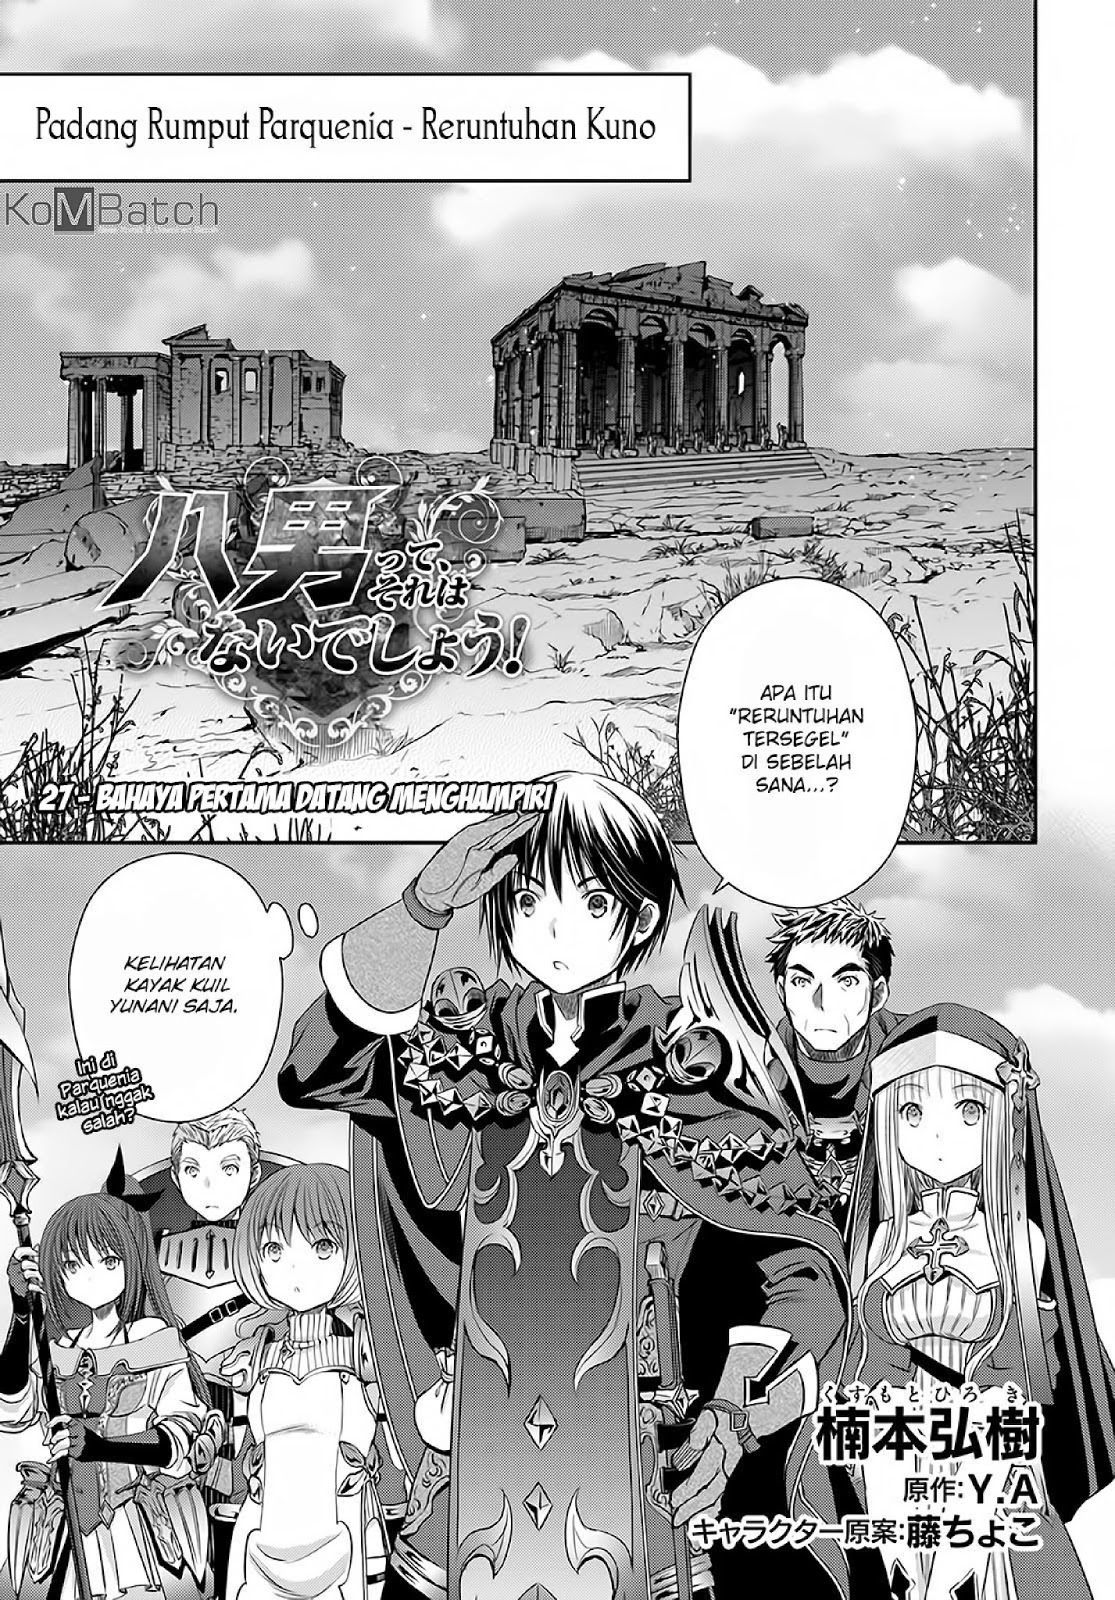 Padang Rumput Parquenia - Reruntuhan Kuno
KoMBatch
八男って、
それは
ないでしょう!
APA ITU
"RERUNTUHAN
TERSEGEL"
DI SEBELAH
SANA...?
27 - BAHAYA PERTAMA DATANG MENGHAMPIRI
KELIHATAN
KAYAK KUIL
YUNANI SAJA.
Ini di
Parquenia
kalau nggak
salah?
くすもとひろき
楠本弘樹
原作:Y.A
キャラクター原案:藤ちょこ